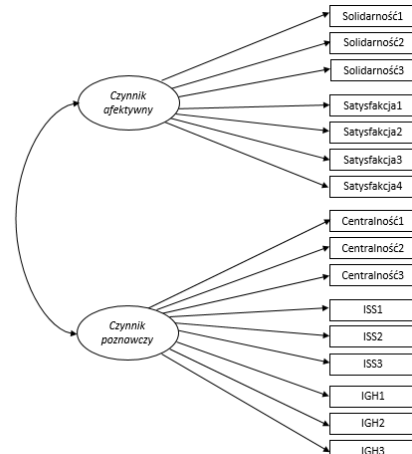 Solidarność1
Solidarność2
Solidarność3
Czynnik
afektywny
Satysfakcja1
Satysfakcja2
Satysfakcja3
Satysfakcja4
Centralność1
Centralność2
Centralność3
Czynnik
poznawczy
ISS1
ISS2
ISS3
IGH1
IGH2
IGH3